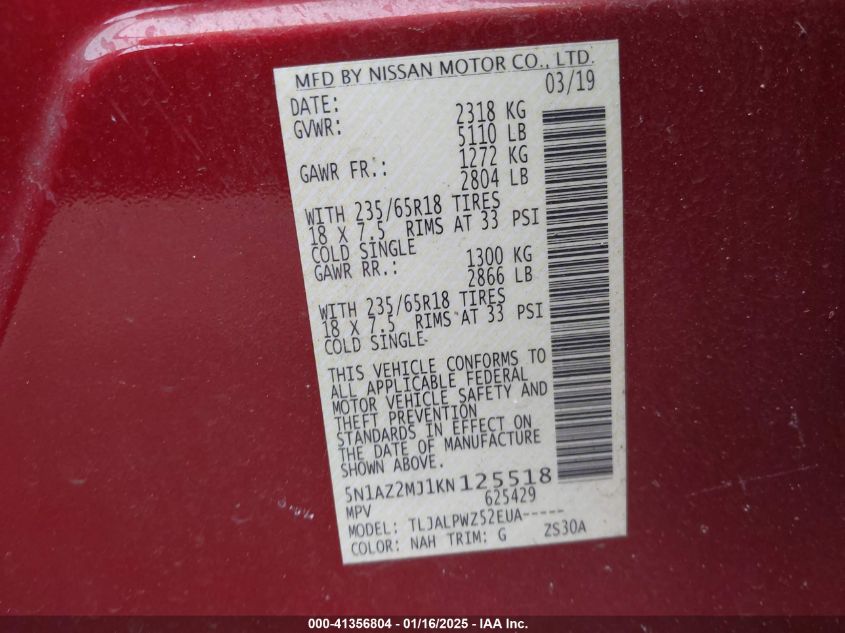 MFD BY NISSAN MOTOR CO., LTD.
DATE: 03/19
GVWR: 2318 KG
5110 LB
GAWR FR.: 1272 KG
2804 LB
WITH 235/65R18 TIRES
18 X 7.5 RIMS AT 33 PSI
COLD SINGLE
GAWR RR.: 1300 KG
2866 LB
WITH 235/65R18 TIRES
18 X 7.5 RIMS AT 33 PSI
COLD SINGLE
THIS VEHICLE CONFORMS TO
ALL APPLICABLE FEDERAL
MOTOR VEHICLE SAFETY AND
THEFT PREVENTION
STANDARDS IN EFFECT ON
THE DATE OF MANUFACTURE
SHOWN ABOVE.
5N1AZ2MJ1KN125518
MPV 625429
MODEL: TLJALPWZ52EUA-----
COLOR: NAH TRIM: G ZS30A
000-41356804 — 01/16/2025 - IAA Inc.